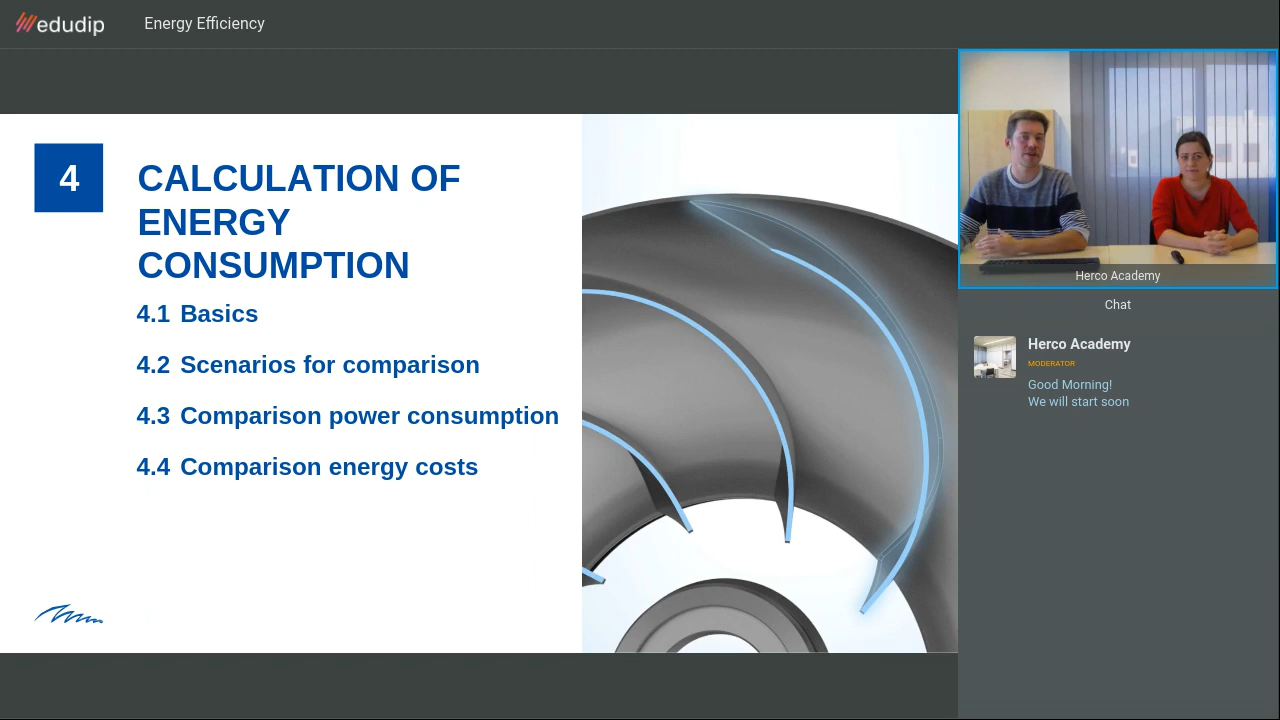 edudip
Energy Efficiency
4
CALCULATION OF
ENERGY
CONSUMPTION
4.1 Basics
4.2 Scenarios for comparison
4.3 Comparison power consumption
4.4 Comparison energy costs
Herco Academy
Chat
Herco Academy
MODERATOR
Good Morning!
We will start soon